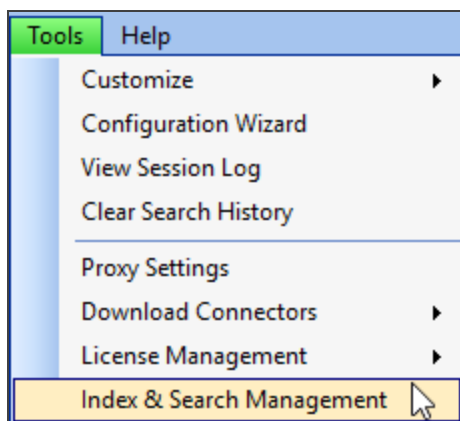 Tools Help
Customize
Configuration Wizard
View Session Log
Clear Search History
Proxy Settings
Download Connectors
License Management
Index & Search Management